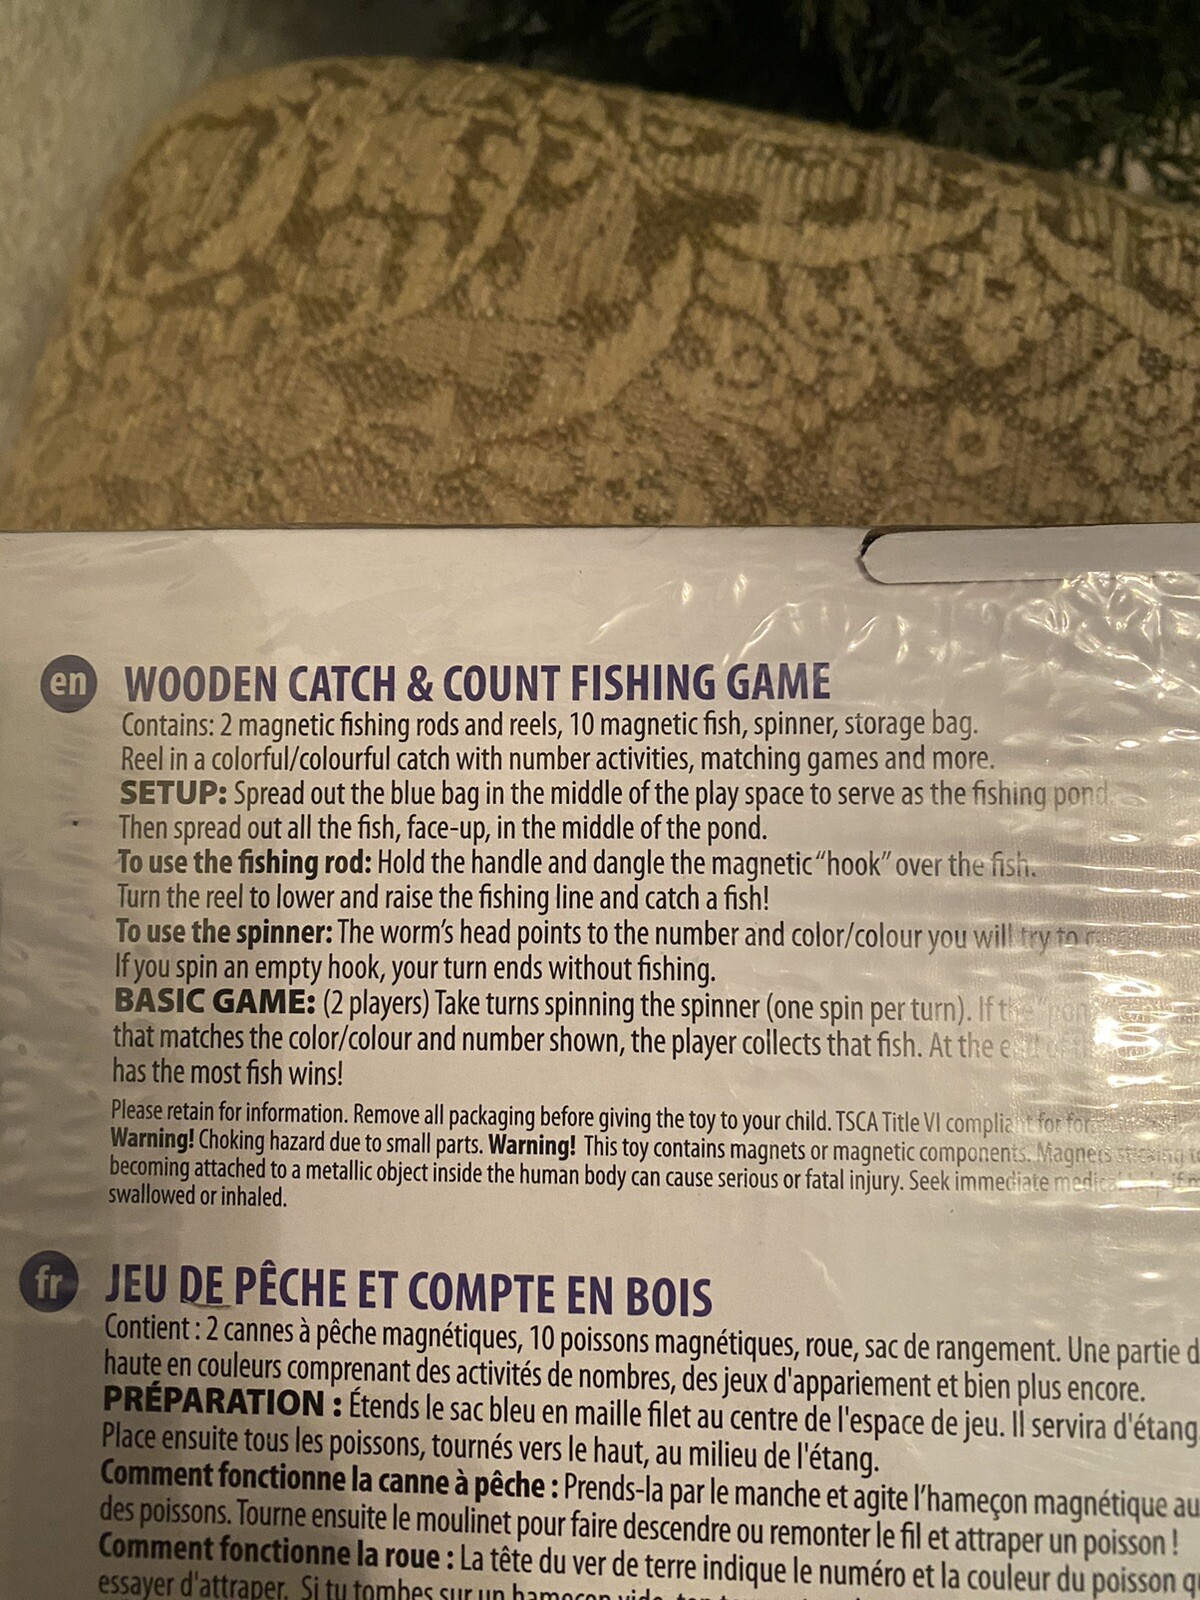 en WOODEN CATCH & COUNT FISHING GAME
Contains: 2 magnetic fishing rods and reels, 10 magnetic fish, spinner, storage bag.
Reel in a colorful/colourful catch with number activities, matching games and more.
SETUP: Spread out the blue bag in the middle of the play space to serve as the fishing pond.
Then spread out all the fish, face-up, in the middle of the pond.
To use the fishing rod: Hold the handle and dangle the magnetic “hook” over the fish.
Turn the reel to lower and raise the fishing line and catch a fish!
To use the spinner: The worm’s head points to the number and color/colour you will try to
If you spin an empty hook, your turn ends without fishing.
BASIC GAME: (2 players) Take turns spinning the spinner (one spin per turn). If the
that matches the color/colour and number shown, the player collects that fish. At the
has the most fish wins!
Please retain for information. Remove all packaging before giving the toy to your child. TSCA Title VI compliant for
Warning! Choking hazard due to small parts. Warning! This toy contains magnets or magnetic components. Magnets sticking
becoming attached to a metallic object inside the human body can cause serious or fatal injury. Seek immediate medical
swallowed or inhaled.
fr JEU DE PÊCHE ET COMPTE EN BOIS
Contient : 2 cannes à pêche magnétiques, 10 poissons magnétiques, roue, sac de rangement. Une partie
haute en couleurs comprenant des activités de nombres, des jeux d'appariement et bien plus encore.
PRÉPARATION : Étends le sac bleu en maille filet au centre de l'espace de jeu. Il servira d'étang.
Place ensuite tous les poissons, tournés vers le haut, au milieu de l'étang.
Comment fonctionne la canne à pêche : Prends-la par le manche et agite l’hameçon magnétique au
des poissons. Tourne ensuite le moulinet pour faire descendre ou remonter le fil et attraper un poisson !
Comment fonctionne la roue : La tête du ver de terre indique le numéro et la couleur du poisson
essayer d'attraper. Si tu tombes sur un hameçon vide,